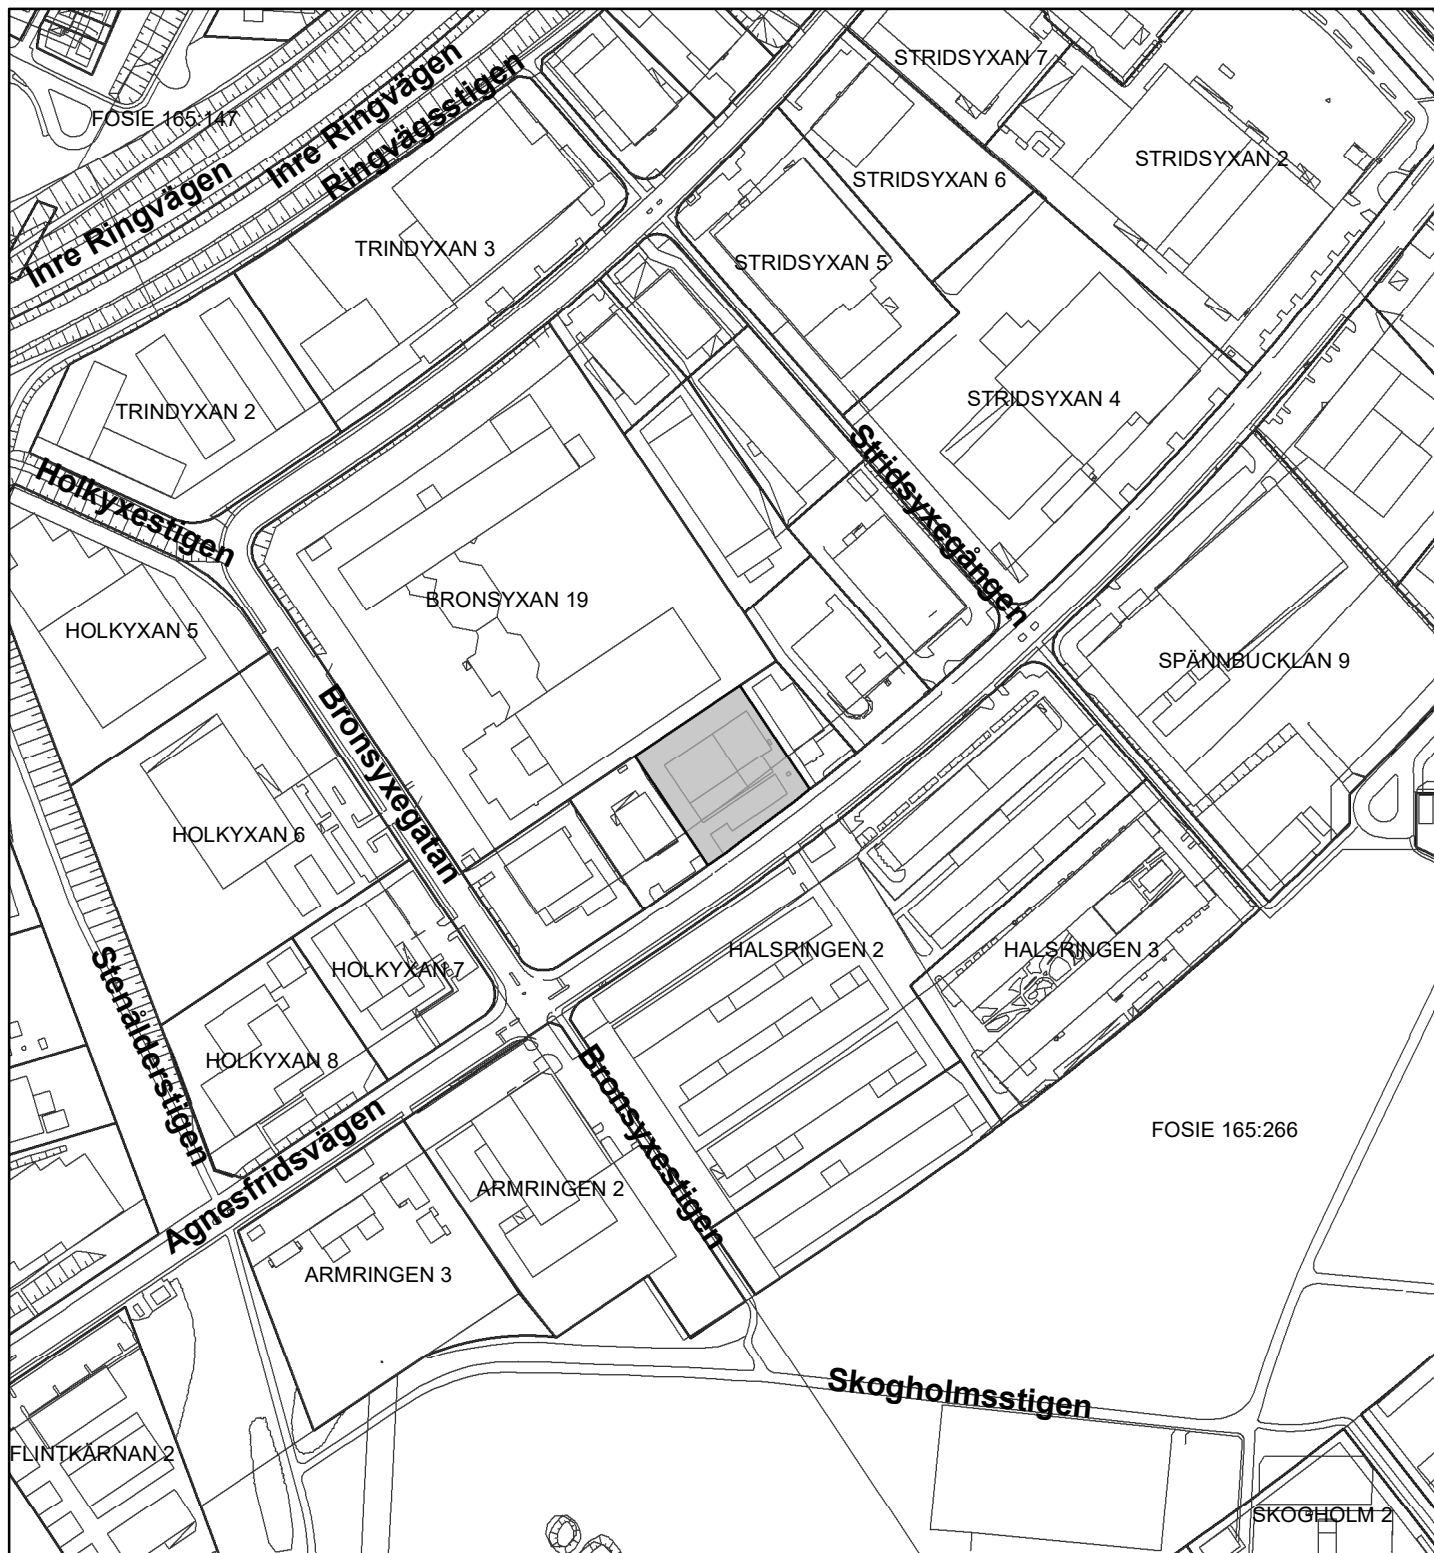 STRIDSYXAN 7
FOSIE 165:147
Inre Ringvägen
Inre Ringvägen
Ringvägsstigen
STRIDSYXAN 2
STRIDSYXAN 6
TRINDYXAN 3
STRIDSYXAN 5
TRINDYXAN 2
STRIDSYXAN 4
Holkyxestigen
Stridsyxegången
BRONSYXAN 19
HOLKYXAN 5
SPÄNNBUCKLAN 9
Bronsyxegatan
HOLKYXAN 6
HALSRINGEN 2
HALSRINGEN 3
HOLKYXAN 7
Stenålderstigen
HOLKYXAN 8
Bronsyxestigen
FOSIE 165:266
Agnesfridsvägen
ARMRINGEN 2
ARMRINGEN 3
Skogholmsstigen
FLINTKÄRNAN 2
SKOGHOLM 2